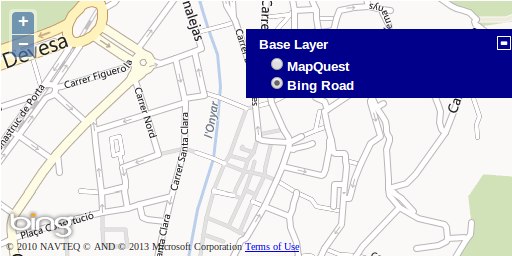 +
−
Devesa
nalejas
Carrer Figuerola
Carrer Nord
Carrer Santa Clara
l'Onyar
Base Layer
MapQuest
Bing Road
bing
© 2010 NAVTEQ © AND © 2013 Microsoft Corporation Terms of Use